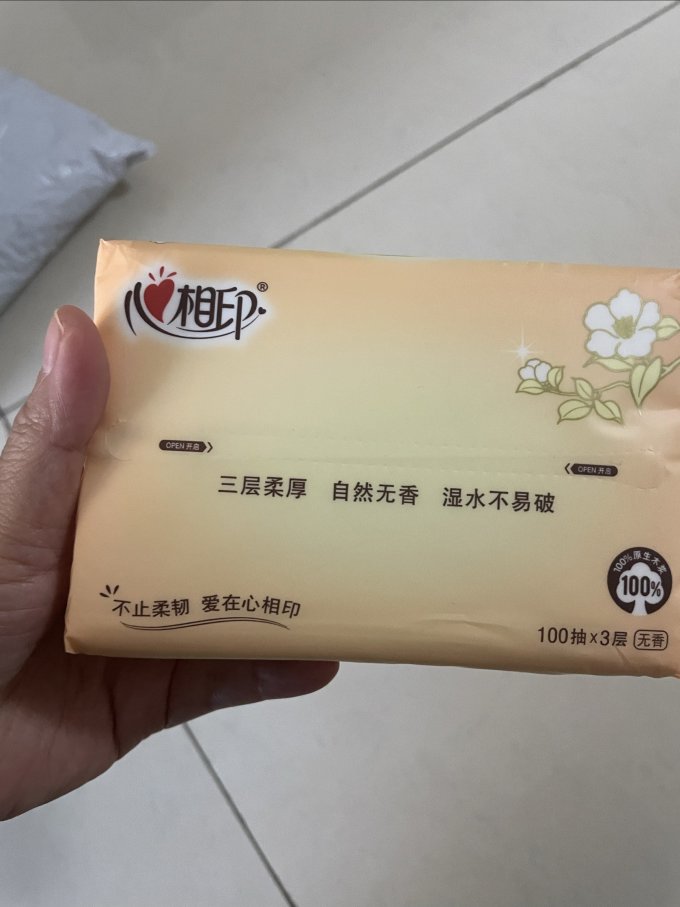 心相印®
OPEN 开启
OPEN 开启
三层柔厚 自然无香 湿水不易破
100%原生木浆
100%
不止柔韧 爱在心相印
100抽x3层 无香